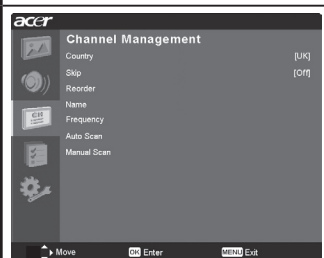 acer
Channel Management
Country [UK]
Skip [Off]
Reorder
Name
Frequency
Auto Scan
Manual Scan
CH
Move OK Enter MENU Exit